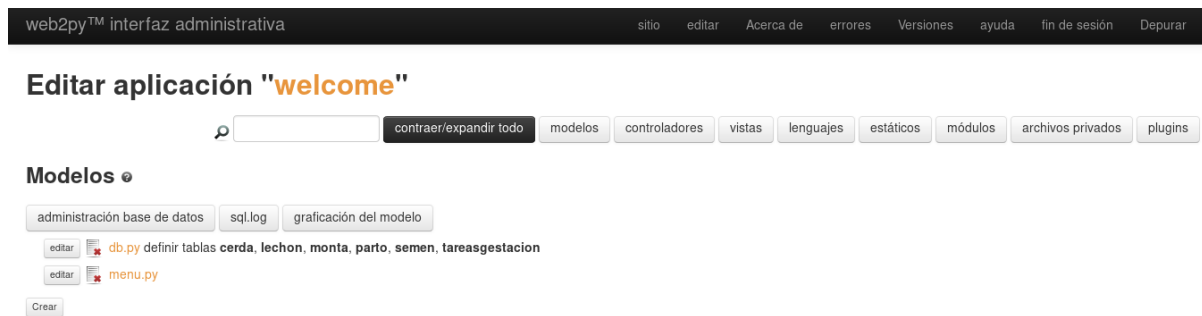 web2py™ interfaz administrativa sitio editar Acerca de errores Versiones ayuda fin de sesión Depurar
Editar aplicación "welcome"
contraer/expandir todo modelos controladores vistas lenguajes estáticos módulos archivos privados plugins
Modelos
administración base de datos sql.log graficación del modelo
editar db.py definir tablas cerda, lechon, monta, parto, semen, tareasgestacion
editar menu.py
Crear